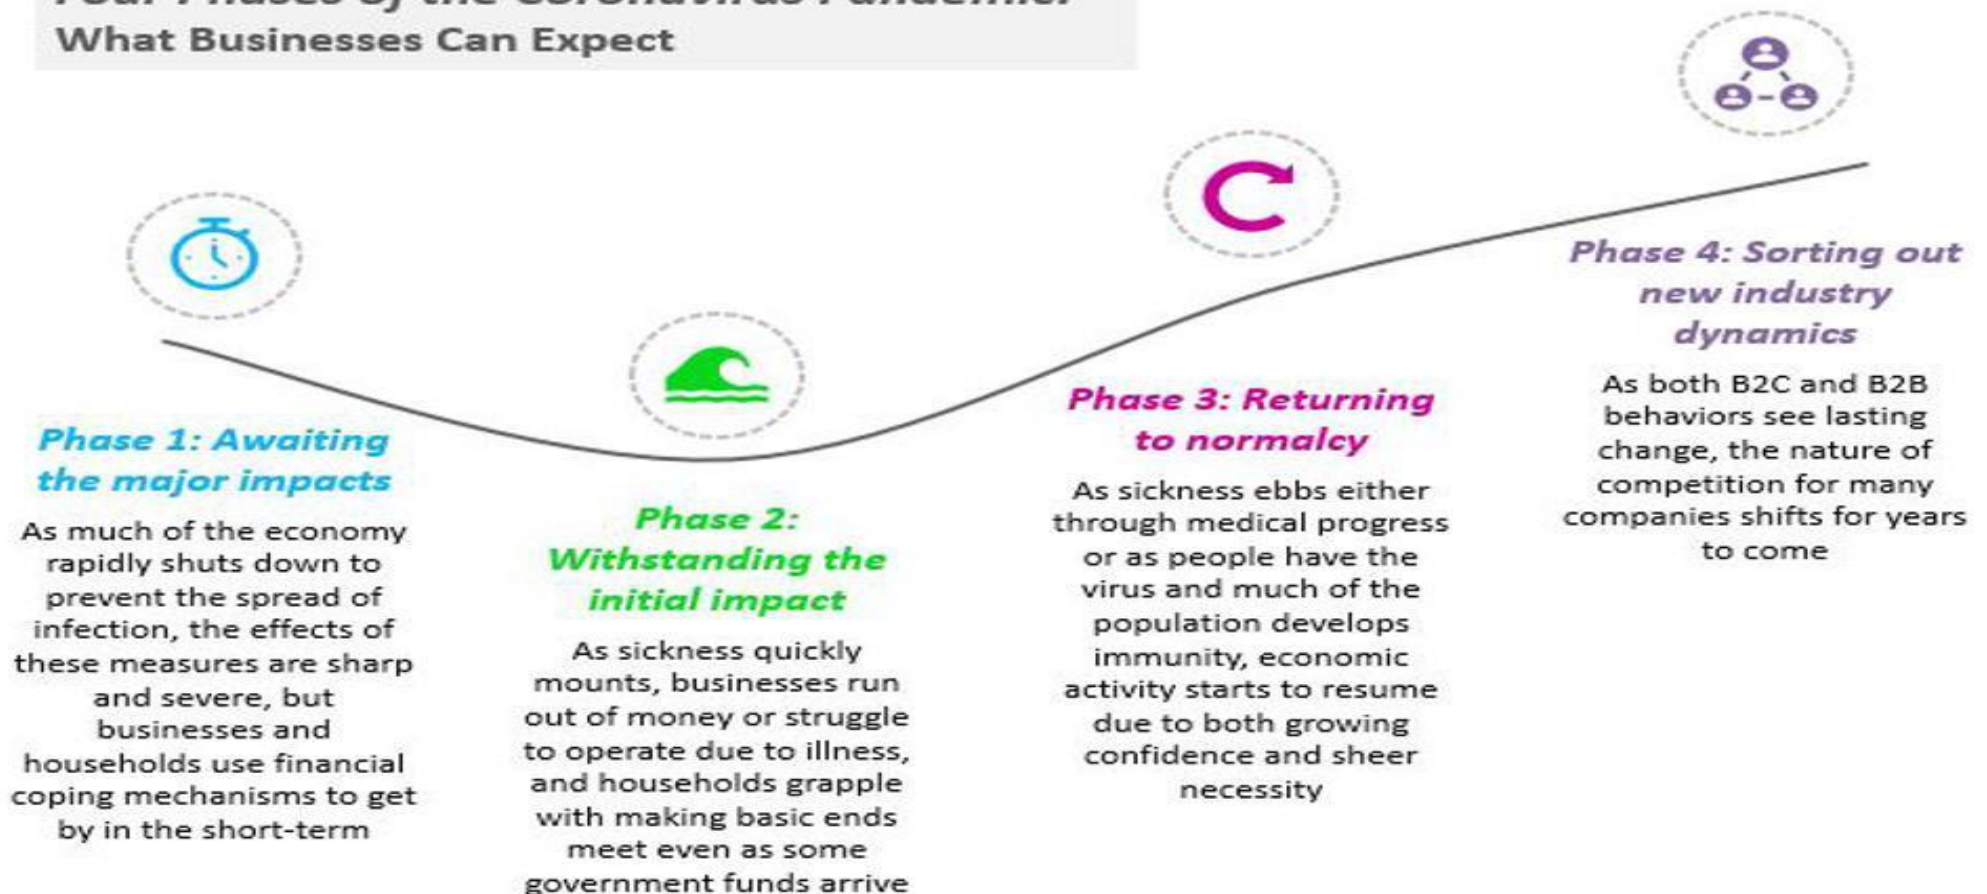 Four Phases of the Coronavirus Pandemic:
What Businesses Can Expect
Phase 1: Awaiting
the major impacts
As much of the economy
rapidly shuts down to
prevent the spread of
infection, the effects of
these measures are sharp
and severe, but
businesses and
households use financial
coping mechanisms to get
by in the short-term
Phase 2:
Withstanding the
initial impact
As sickness quickly
mounts, businesses run
out of money or struggle
to operate due to illness,
and households grapple
with making basic ends
meet even as some
government funds arrive
Phase 3: Returning
to normalcy
As sickness ebbs either
through medical progress
or as people have the
virus and much of the
population develops
immunity, economic
activity starts to resume
due to both growing
confidence and sheer
necessity
Phase 4: Sorting out
new industry
dynamics
As both B2C and B2B
behaviors see lasting
change, the nature of
competition for many
companies shifts for years
to come